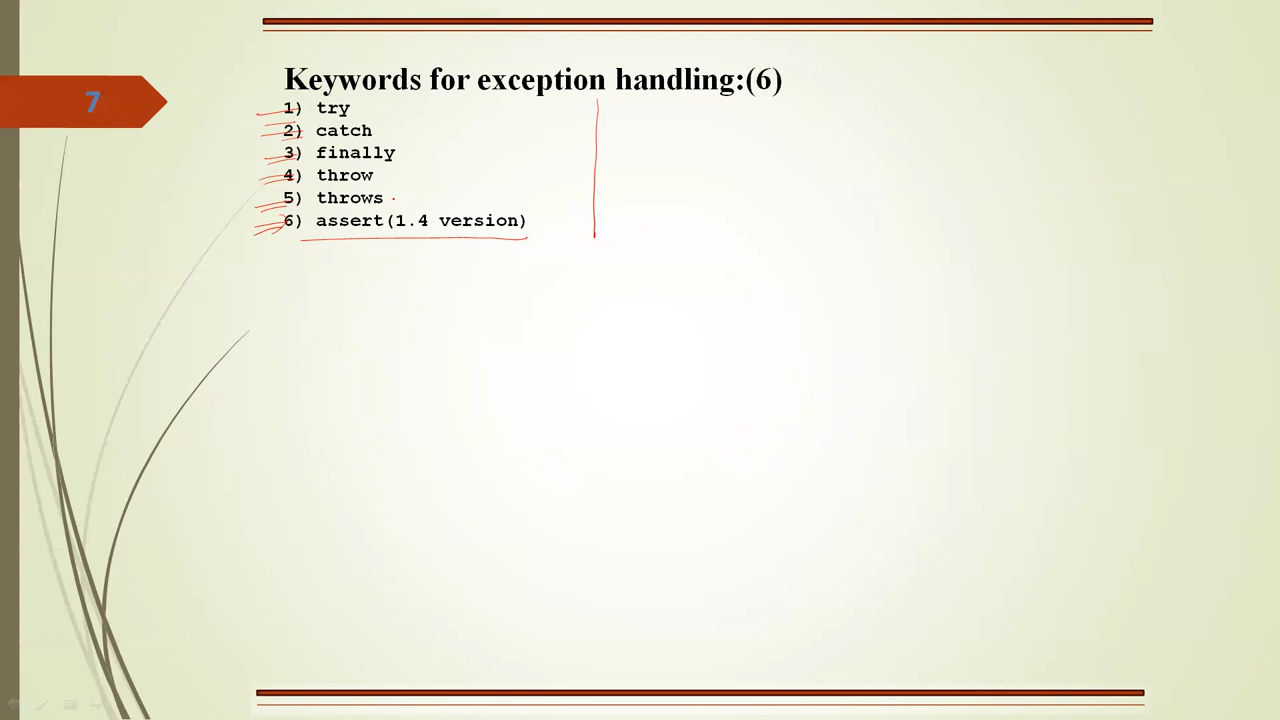 7
Keywords for exception handling:(6)
1) try
2) catch
3) finally
4) throw
5) throws
6) assert(1.4 version)